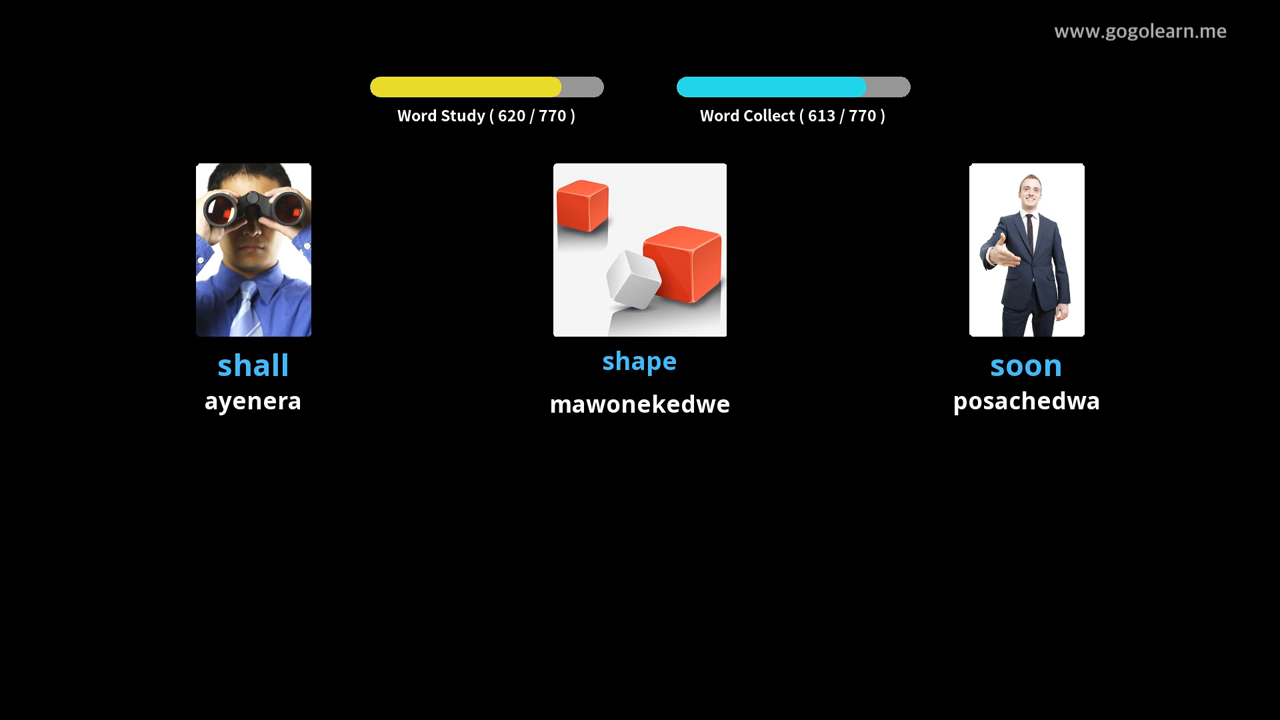 www.gogolearn.me
Word Study ( 620 / 770 )
Word Collect ( 613 / 770 )
shall
ayenera
shape
mawonekedwe
soon
posachedwa